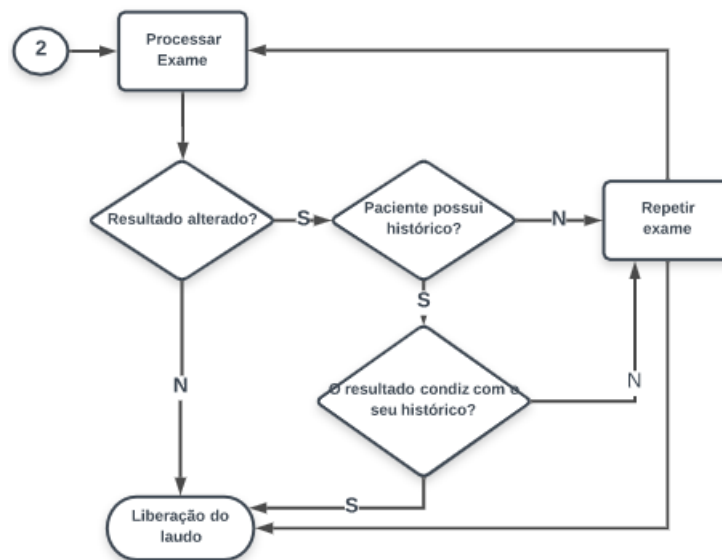 2
Processar
Exame
Resultado alterado?
S
Paciente possui
histórico?
N
Repetir
exame
S
N
O resultado condiz com o
seu histórico?
N
S
Liberação do
laudo